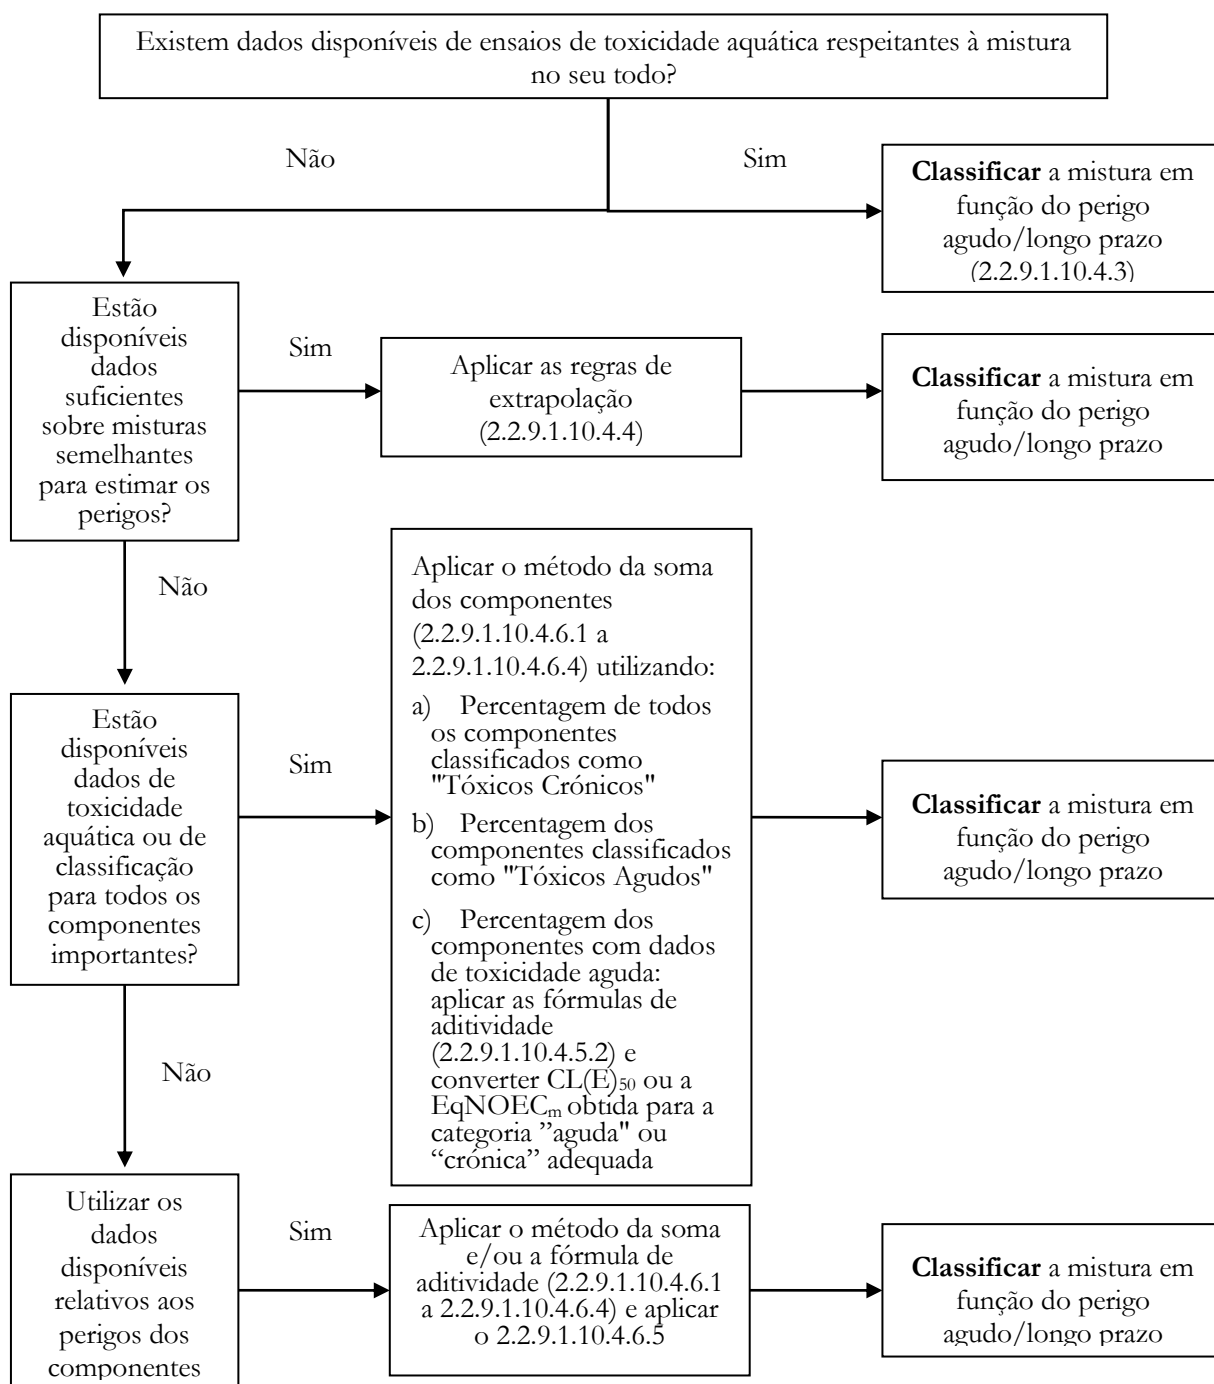 Existem dados disponíveis de ensaios de toxicidade aquática respeitantes à mistura
no seu todo?
Não
Sim
Classificar a mistura em
função do perigo
agudo/longo prazo
(2.2.9.1.10.4.3)
Estão
disponíveis
dados
suficientes
sobre misturas
semelhantes
para estimar os
perigos?
Sim
Aplicar as regras de
extrapolação
(2.2.9.1.10.4.4)
Classificar a mistura em
função do perigo
agudo/longo prazo
Não
Estão
disponíveis
dados de
toxicidade
aquática ou de
classificação
para todos os
componentes
importantes?
Sim
Aplicar o método da soma
dos componentes
(2.2.9.1.10.4.6.1 a
2.2.9.1.10.4.6.4) utilizando:
a) Percentagem de todos
os componentes
classificados como
"Tóxicos Crónicos"
b) Percentagem dos
componentes classificados
como "Tóxicos Agudos"
c) Percentagem dos
componentes com dados
de toxicidade aguda:
aplicar as fórmulas de
aditividade
(2.2.9.1.10.4.5.2) e
converter CL(E)50 ou a
EqNOECm obtida para a
categoria ”aguda" ou
“crónica” adequada
Classificar a mistura em
função do perigo
agudo/longo prazo
Não
Utilizar os
dados
disponíveis
relativos aos
perigos dos
componentes
Sim
Aplicar o método da soma
e/ou a fórmula de
aditividade (2.2.9.1.10.4.6.1
a 2.2.9.1.10.4.6.4) e aplicar
o 2.2.9.1.10.4.6.5
Classificar a mistura em
função do perigo
agudo/longo prazo